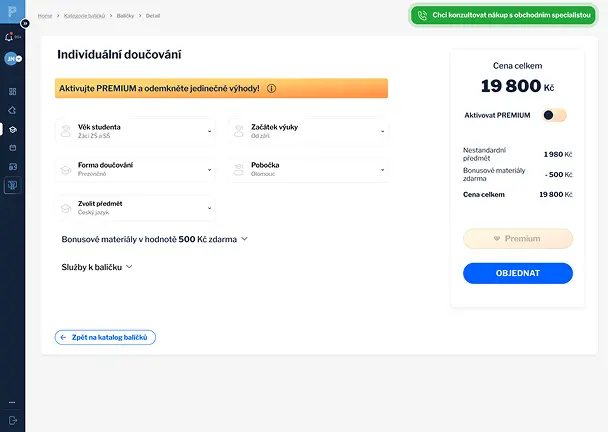 Home > Kategorie balíčků > Balíčky > Detail
Chci konzultovat nákup s obchodním specialistou
P
99+
JN
Individuální doučování
Aktivujte PREMIUM a odemkněte jedinečné výhody!
Věk studenta
Žáci ZŠ a SŠ
Začátek výuky
Od září
Forma doučování
Prezenčně
Pobočka
Olomouc
Zvolit předmět
Český jazyk
Bonusové materiály v hodnotě 500 Kč zdarma
Služby k balíčku
Zpět na katalog balíčků
Cena celkem
19 800 Kč
Aktivovat PREMIUM
Nestandardní
předmět
1 980 Kč
Bonusové materiály
zdarma
- 500 Kč
Cena celkem
19 800 Kč
Premium
OBJEDNAT